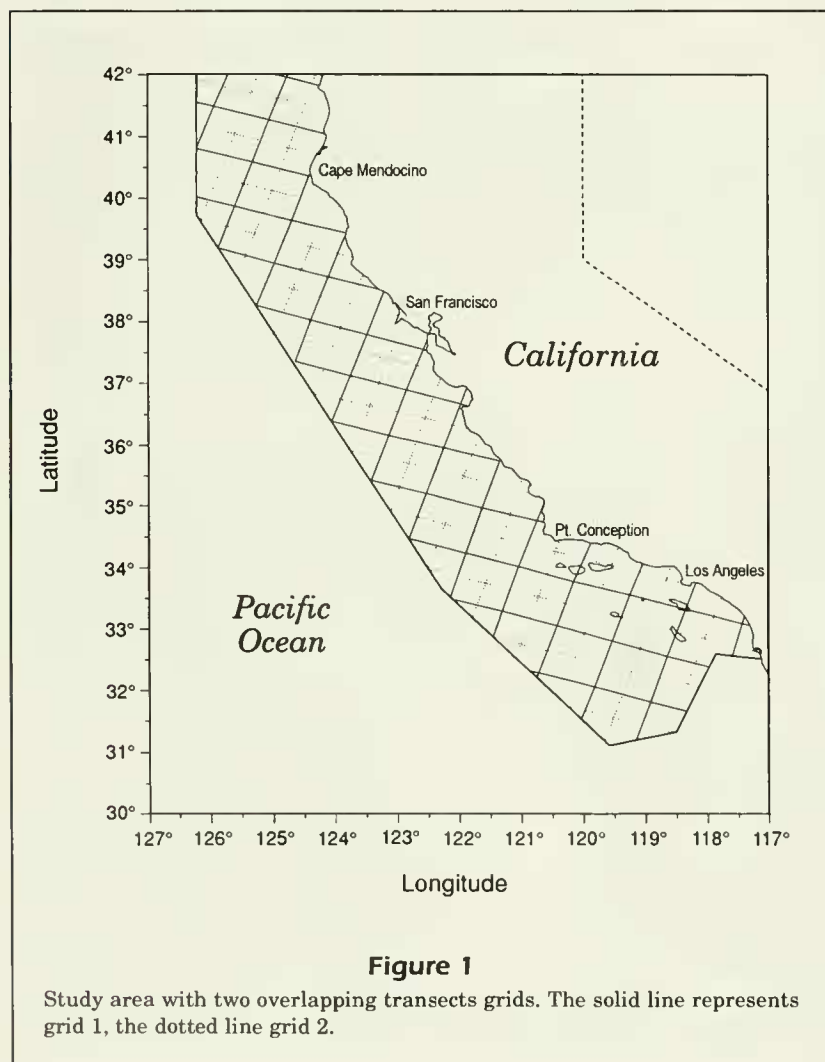 42°
41°
40°
39°
38°
37°
36°
35°
34°
33°
32°
31°
30°
Latitude
Cape Mendocino
San Francisco
California
Pt. Conception
Los Angeles
Pacific
Ocean
127° 126° 125° 124° 123° 122° 121° 120° 119° 118° 117°
Longitude
Figure 1
Study area with two overlapping transects grids. The solid line represents
grid 1, the dotted line grid 2.